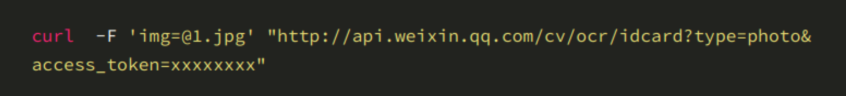 curl  -F 'img=@1.jpg' "http://api.weixin.qq.com/cv/ocr/idcard?type=photo&
access_token=xxxxxxxx"